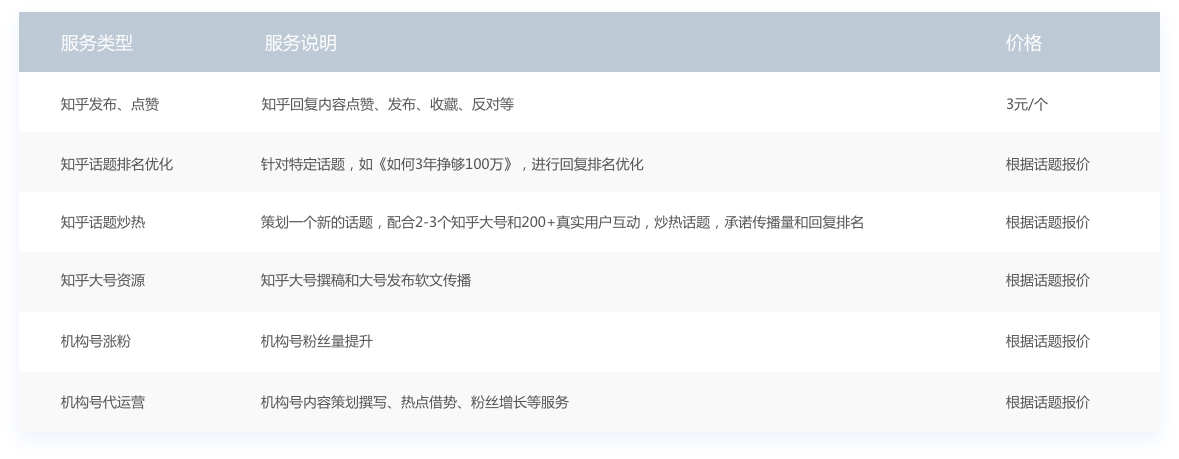 服务类型 服务说明 价格
知乎发布、点赞 知乎回复内容点赞、发布、收藏、反对等 3元/个
知乎话题排名优化 针对特定话题，如《如何3年挣够100万》，进行回复排名优化 根据话题报价
知乎话题炒热 策划一个新的话题，配合2-3个知乎大号和200+真实用户互动，炒热话题，承诺传播量和回复排名 根据话题报价
知乎大号资源 知乎大号撰稿和大号发布软文传播 根据话题报价
机构号涨粉 机构号粉丝量提升 根据话题报价
机构号代运营 机构号内容策划撰写、热点借势、粉丝增长等服务 根据话题报价